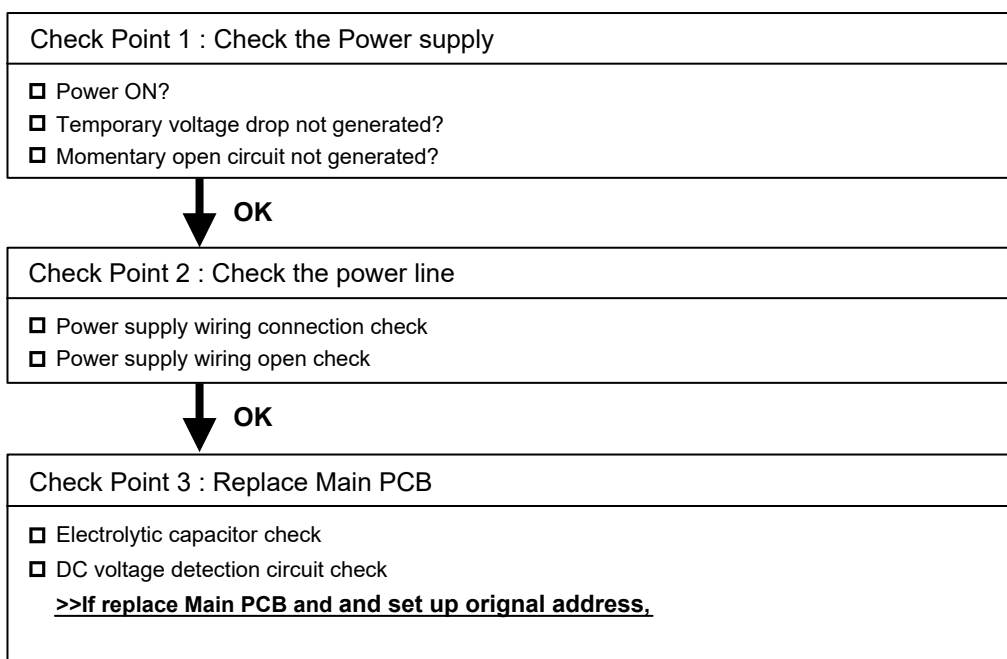 Check Point 1 : Check the Power supply
Power ON?
Temporary voltage drop not generated?
Momentary open circuit not generated?
OK
Check Point 2 : Check the power line
Power supply wiring connection check
Power supply wiring open check
OK
Check Point 3 : Replace Main PCB
Electrolytic capacitor check
DC voltage detection circuit check
>>If replace Main PCB and and set up orignal address,